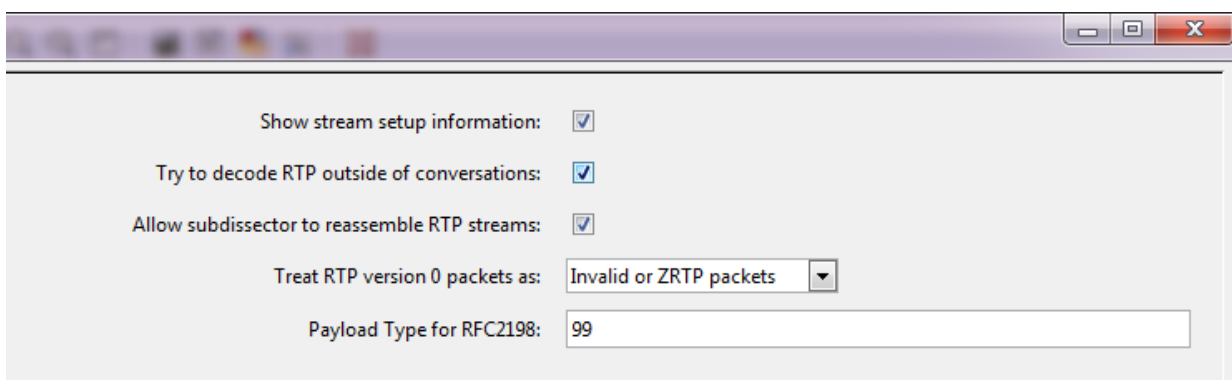 Show stream setup information:
Try to decode RTP outside of conversations:
Allow subdissector to reassemble RTP streams:
Treat RTP version 0 packets as: Invalid or ZRTP packets
Payload Type for RFC2198: 99